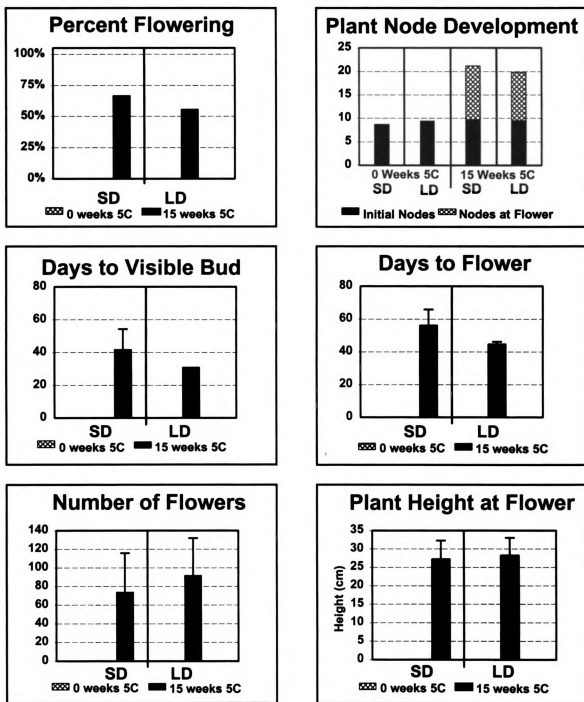 Percent Flowering
100%
75%
50%
25%
0%
SD LD
0 weeks 5C 15 weeks 5C
Plant Node Development
25
20
15
10
5
0
0 Weeks 5C 15 Weeks 5C
SD LD SD LD
Initial Nodes Nodes at Flower
Days to Visible Bud
80
60
40
20
0
SD LD
0 weeks 5C 15 weeks 5C
Days to Flower
80
60
40
20
0
SD LD
0 weeks 5C 15 weeks 5C
Number of Flowers
140
120
100
80
60
40
20
0
SD LD
0 weeks 5C 15 weeks 5C
Plant Height at Flower
Height (cm)
35
30
25
20
15
10
5
0
SD LD
0 weeks 5C 15 weeks 5C